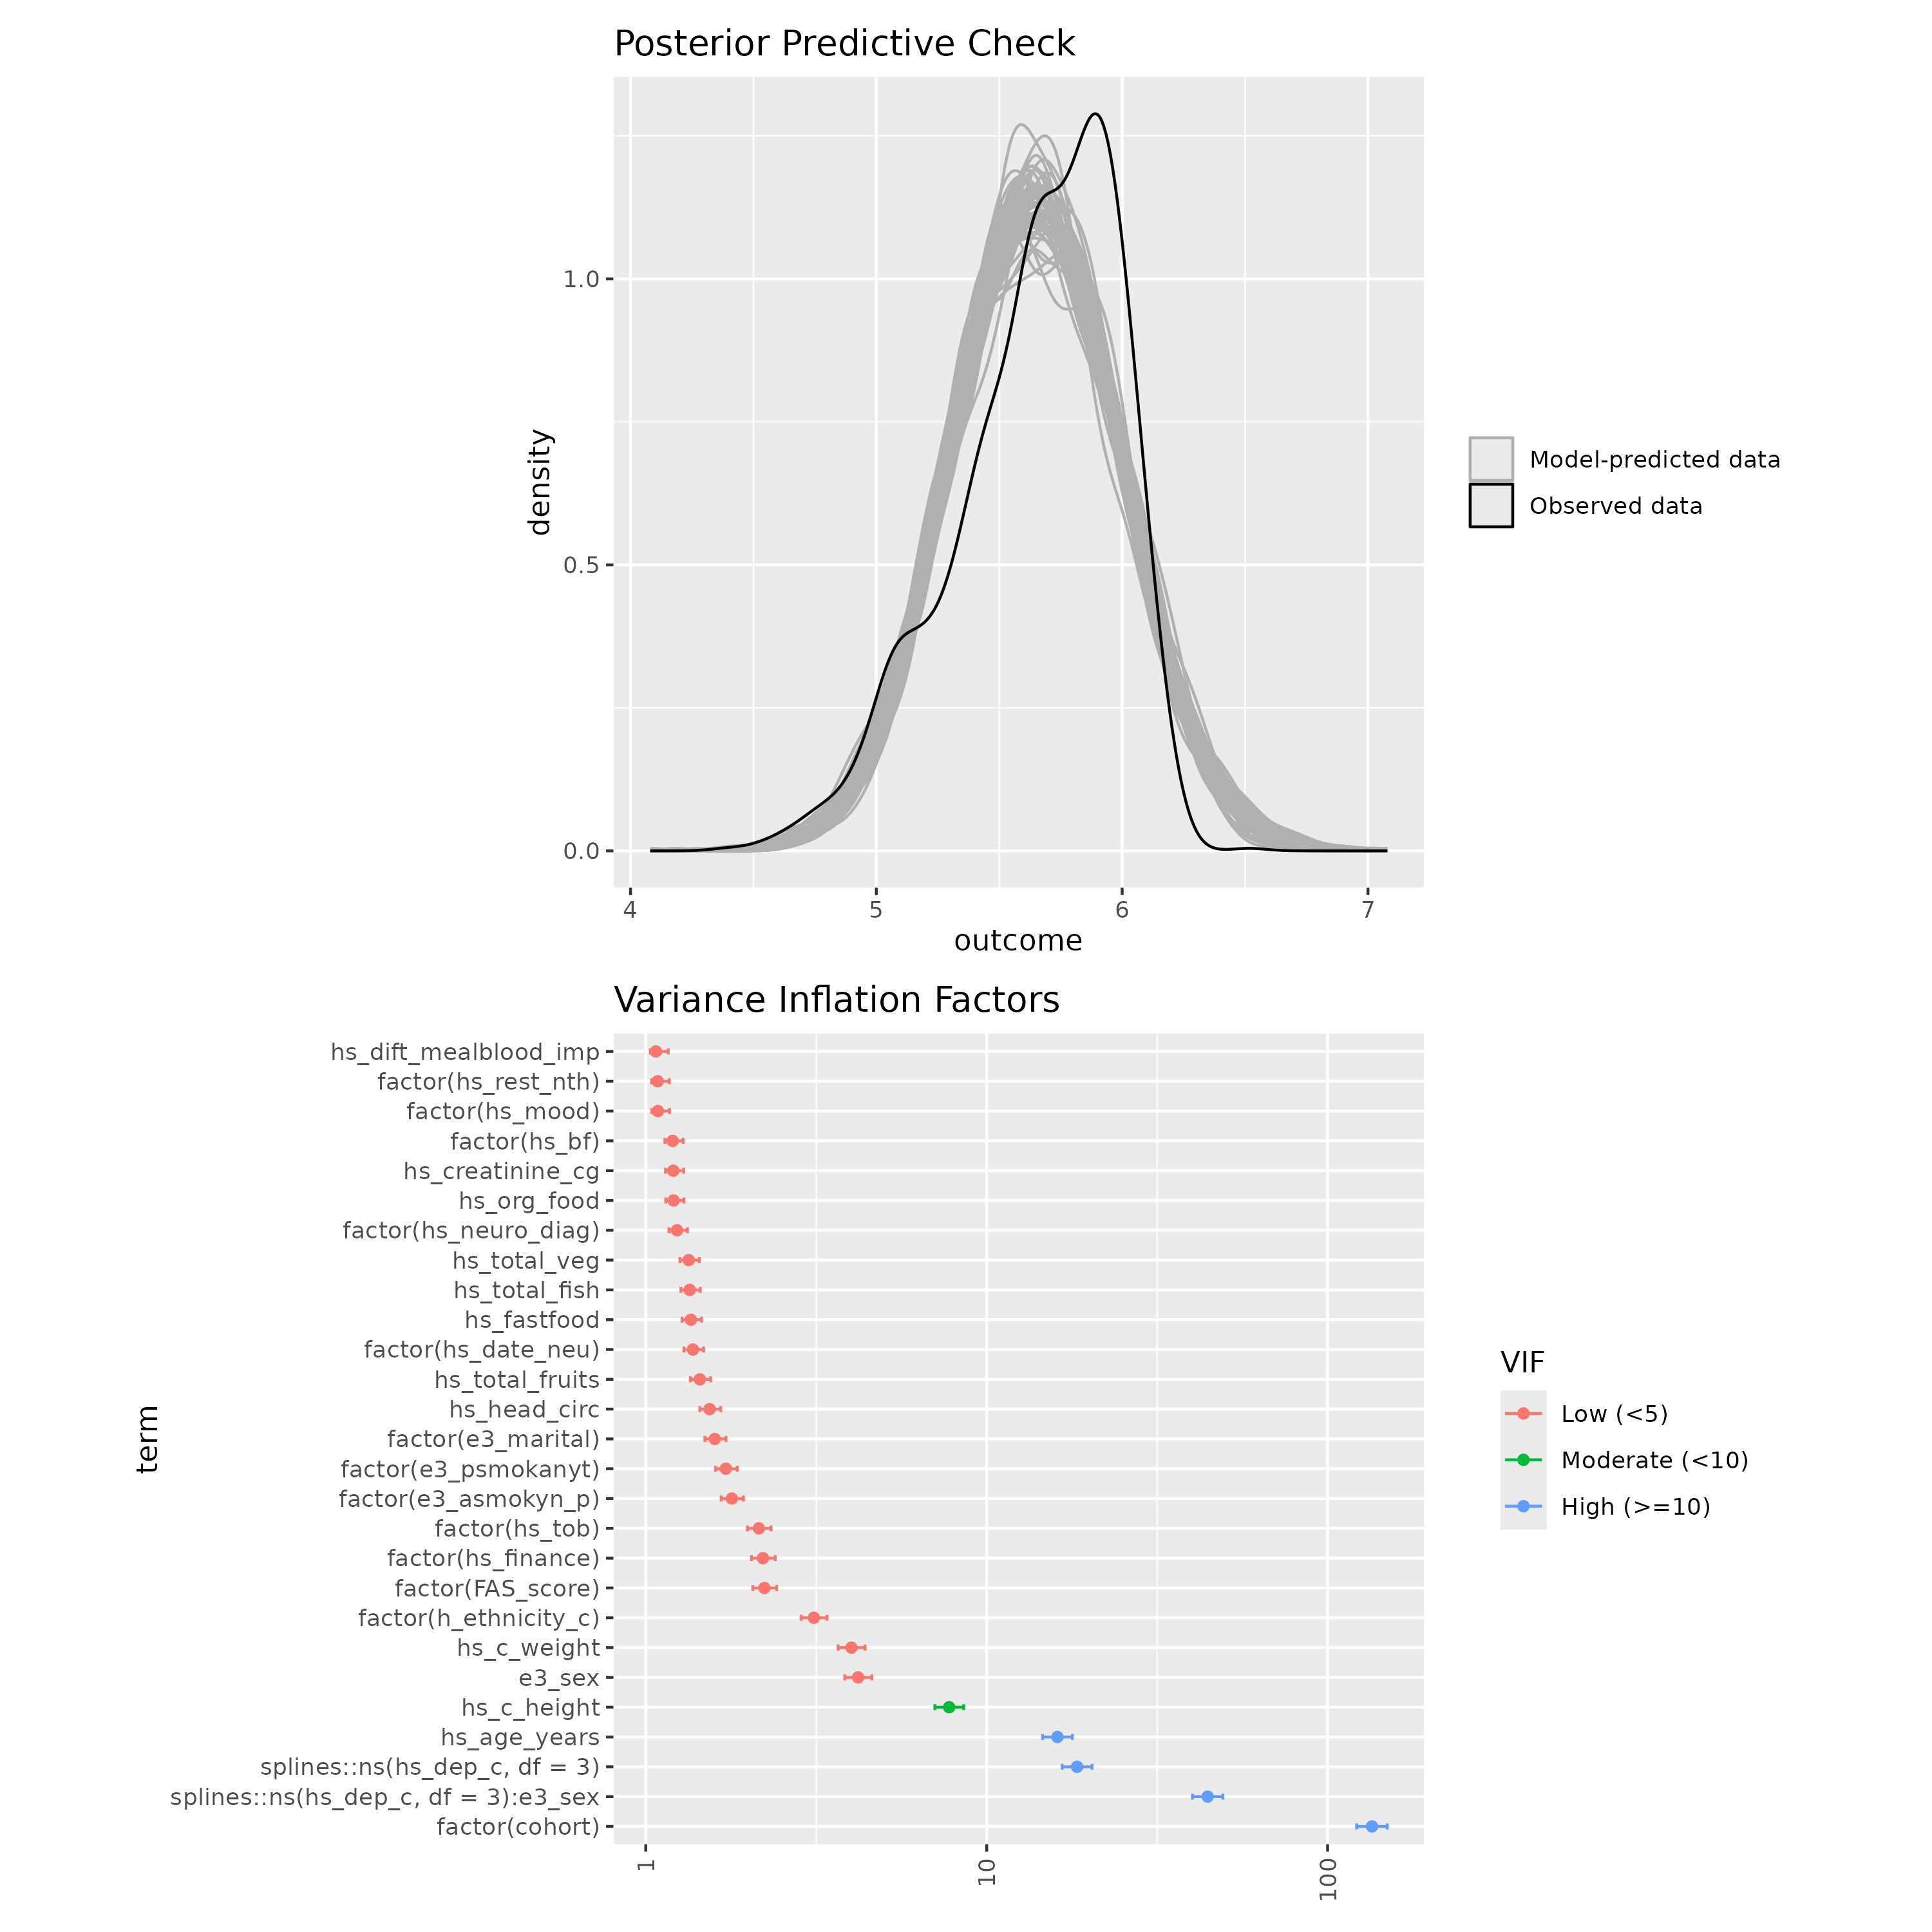 Posterior Predictive Check
density
1.0
0.5
0.0
4 5 6 7
outcome
Model-predicted data
Observed data
Variance Inflation Factors
term
hs_dift_mealblood_imp
factor(hs_rest_nth)
factor(hs_mood)
factor(hs_bf)
hs_creatinine_cg
hs_org_food
factor(hs_neuro_diag)
hs_total_veg
hs_total_fish
hs_fastfood
factor(hs_date_neu)
hs_total_fruits
hs_head_circ
factor(e3_marital)
factor(e3_psmokanyt)
factor(e3_asmokyn_p)
factor(hs_tob)
factor(hs_finance)
factor(FAS_score)
factor(h_ethnicity_c)
hs_c_weight
e3_sex
hs_c_height
hs_age_years
splines::ns(hs_dep_c, df = 3)
splines::ns(hs_dep_c, df = 3):e3_sex
factor(cohort)
1 10 100
VIF
Low (<5)
Moderate (<10)
High (>=10)